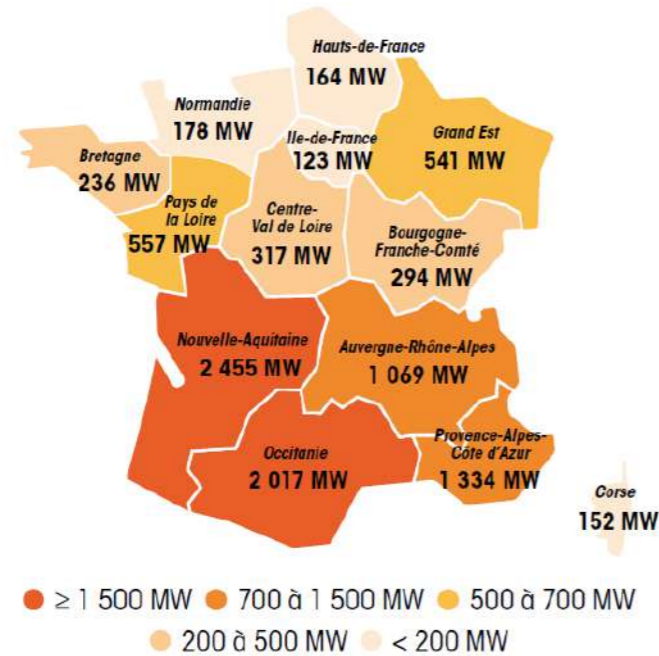 Hauts-de-France
164 MW
Normandie
178 MW
Ile-de-France
123 MW
Grand Est
541 MW
Bretagne
236 MW
Pays de
la Loire
557 MW
Centre-
Val de Loire
317 MW
Bourgogne-
Franche-Comté
294 MW
Nouvelle-Aquitaine
2 455 MW
Auvergne-Rhône-Alpes
1 069 MW
Occitanie
2 017 MW
Provence-Alpes-
Côte d'Azur
1 334 MW
Corse
152 MW
≥ 1 500 MW 700 à 1 500 MW 500 à 700 MW
200 à 500 MW < 200 MW